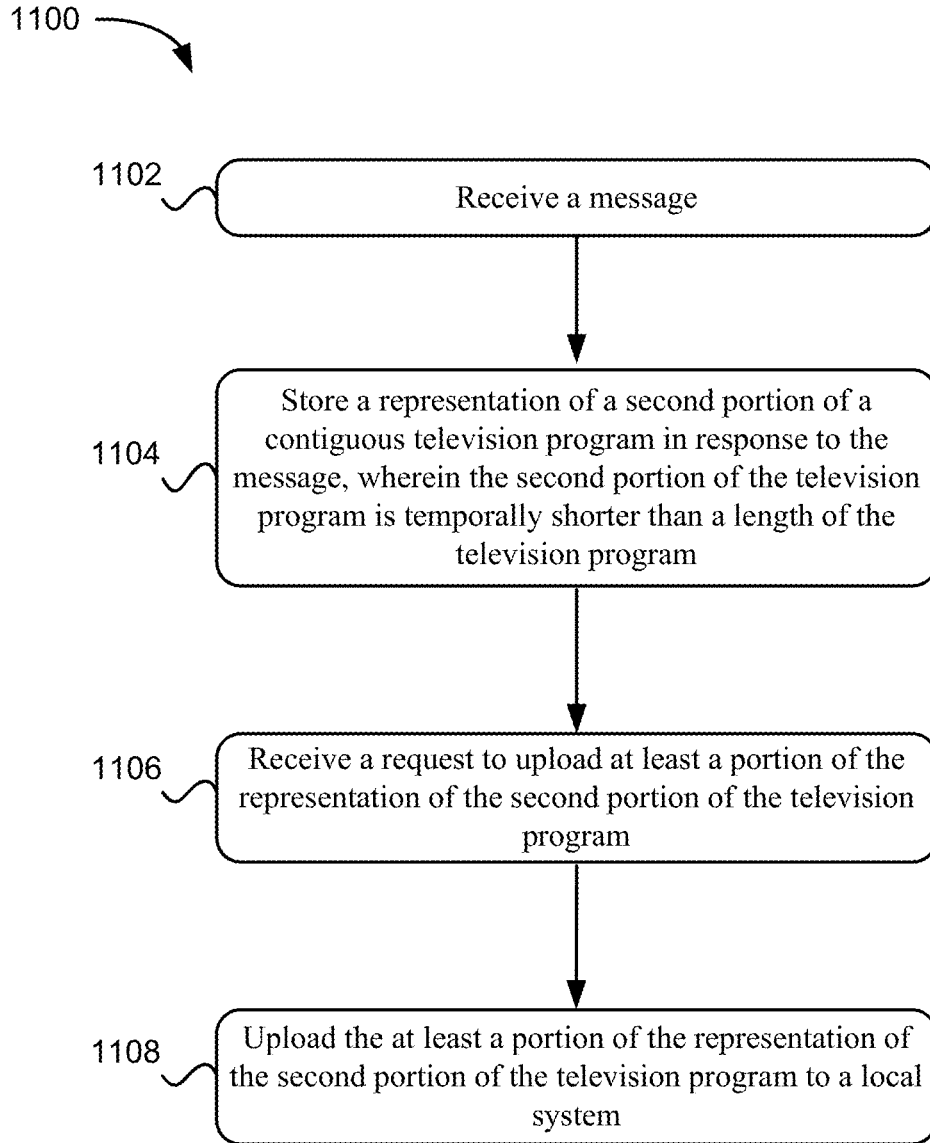 1100
1102
Receive a message
1104
Store a representation of a second portion of a
contiguous television program in response to the
message, wherein the second portion of the television
program is temporally shorter than a length of the
television program
1106
Receive a request to upload at least a portion of the
representation of the second portion of the television
program
1108
Upload the at least a portion of the representation of
the second portion of the television program to a local
system